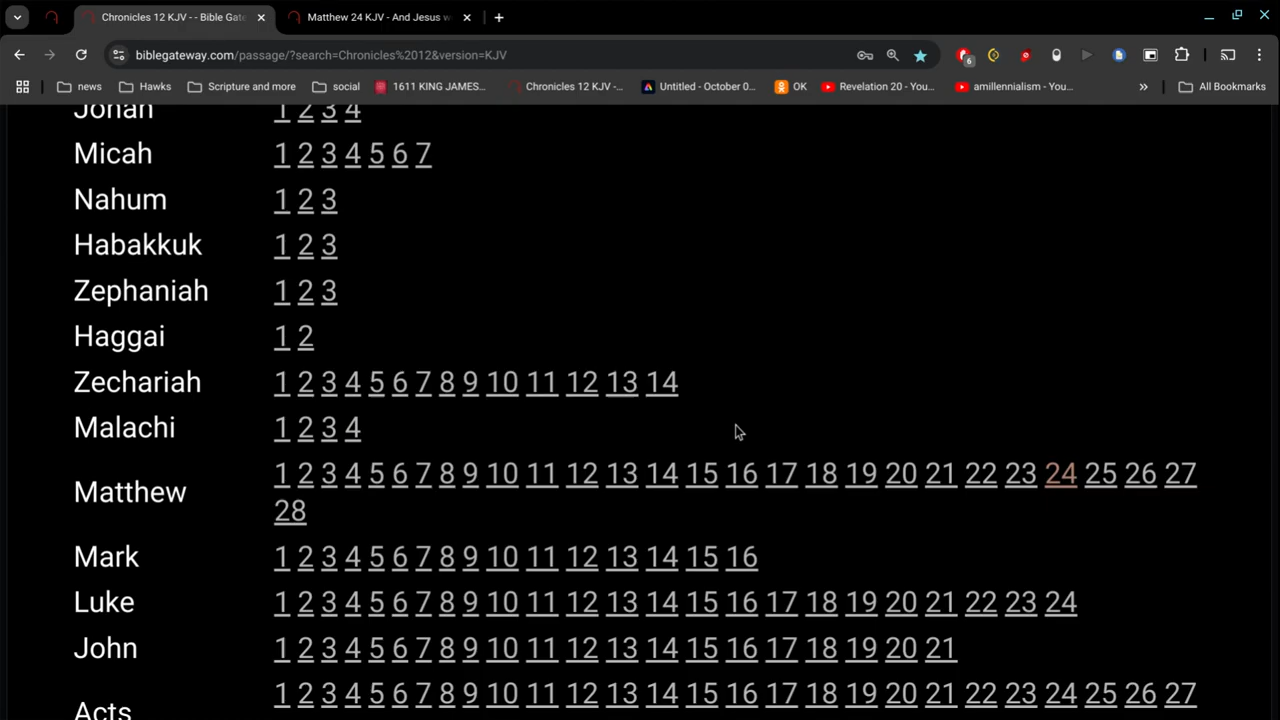 Chronicles 12 KJV - - Bible Gate
Matthew 24 KJV - And Jesus w
biblegateway.com/passage/?search=Chronicles%2012&version=KJV
6
news
Hawks
Scripture and more
social
1611 KING JAMES...
Chronicles 12 KJV -...
Untitled - October 0...
OK
Revelation 20 - You...
amillennialism - You...
All Bookmarks
Jonah 1 2 3 4
Micah 1 2 3 4 5 6 7
Nahum 1 2 3
Habakkuk 1 2 3
Zephaniah 1 2 3
Haggai 1 2
Zechariah 1 2 3 4 5 6 7 8 9 10 11 12 13 14
Malachi 1 2 3 4
Matthew 1 2 3 4 5 6 7 8 9 10 11 12 13 14 15 16 17 18 19 20 21 22 23 24 25 26 27
28
Mark 1 2 3 4 5 6 7 8 9 10 11 12 13 14 15 16
Luke 1 2 3 4 5 6 7 8 9 10 11 12 13 14 15 16 17 18 19 20 21 22 23 24
John 1 2 3 4 5 6 7 8 9 10 11 12 13 14 15 16 17 18 19 20 21
Acts 1 2 3 4 5 6 7 8 9 10 11 12 13 14 15 16 17 18 19 20 21 22 23 24 25 26 27